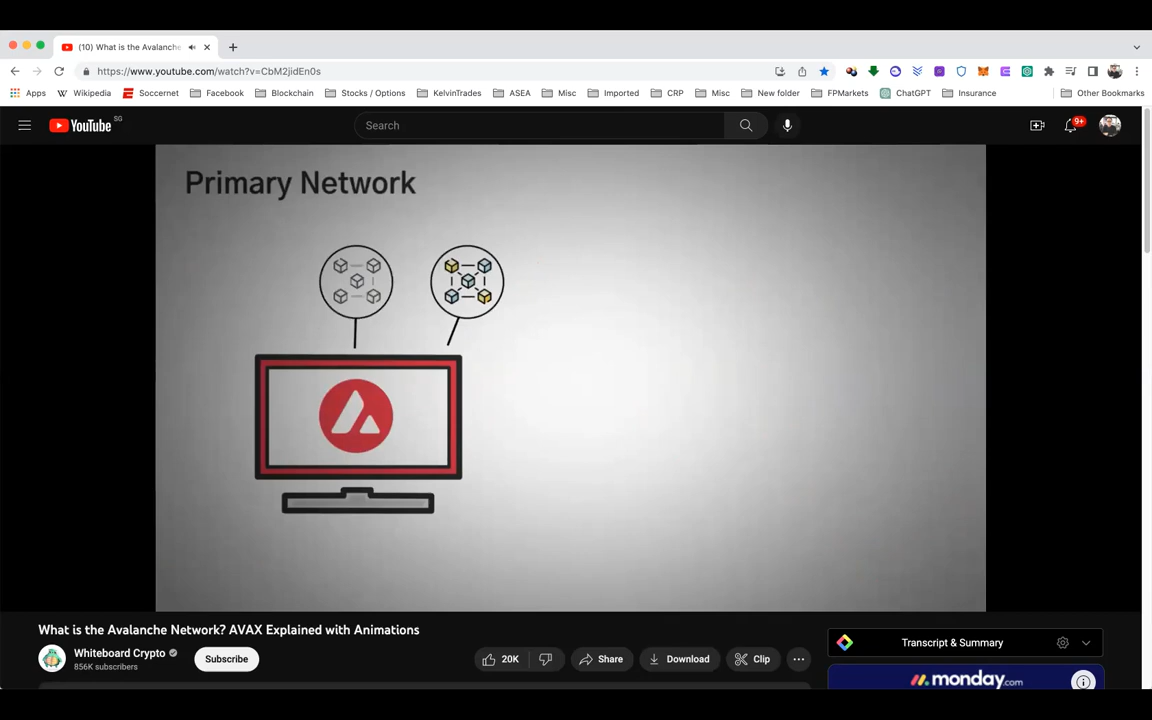 (10) What is the Avalanche
https://www.youtube.com/watch?v=CbM2jidEn0s
Apps Wikipedia Soccernet Facebook Blockchain Stocks / Options KelvinTrades ASEA Misc Imported CRP Misc New folder FPMarkets ChatGPT Insurance Other Bookmarks
YouTube SG Search 9+
Primary Network
What is the Avalanche Network? AVAX Explained with Animations
Whiteboard Crypto
856K subscribers
Subscribe
20K Share Download Clip
Transcript & Summary
monday.com